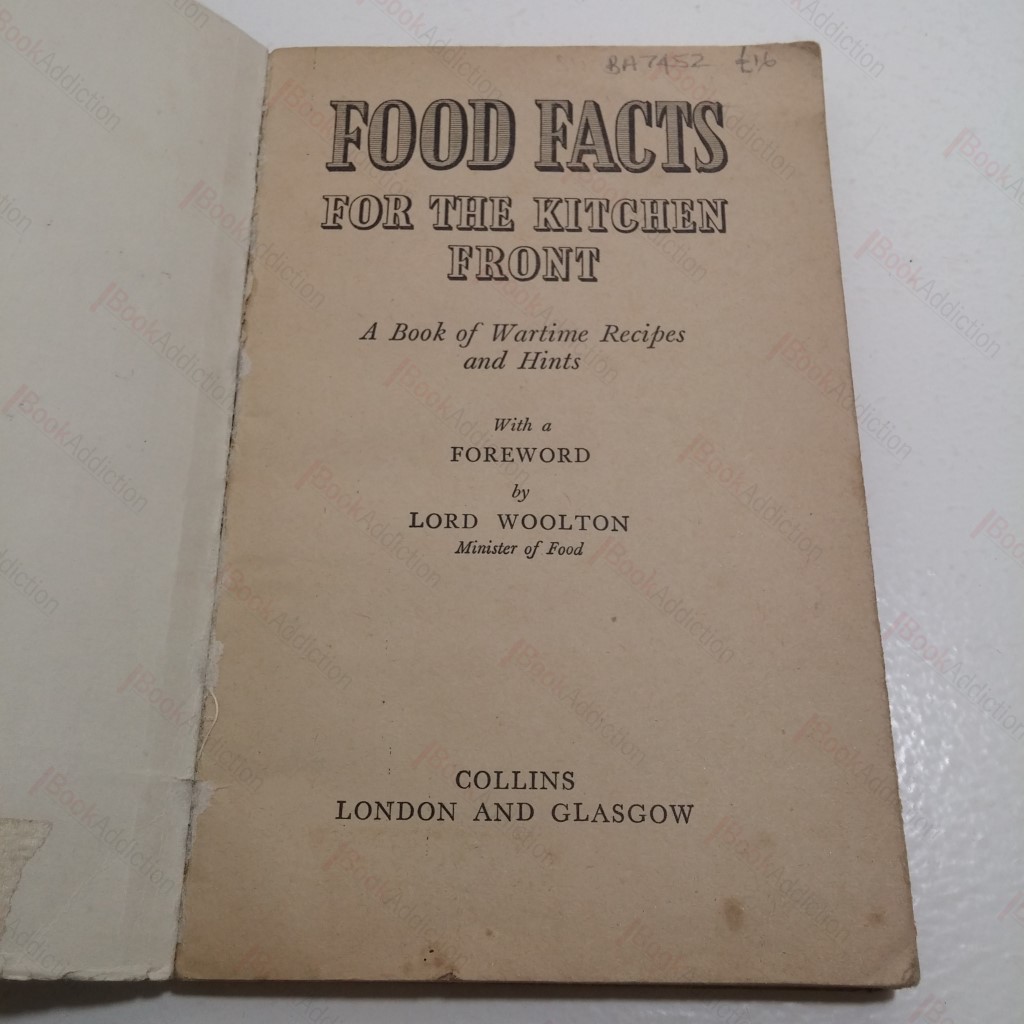 BA7452 £16
FOOD FACTS
FOR THE KITCHEN
FRONT
A Book of Wartime Recipes
and Hints
With a
FOREWORD
by
LORD WOOLTON
Minister of Food
COLLINS
LONDON AND GLASGOW
BookAddiction